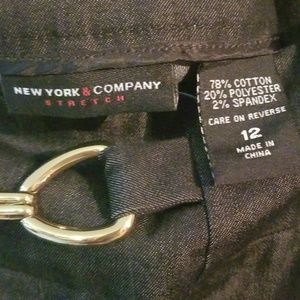 NEW YORK & COMPANY
STRETCH
78% COTTON
20% POLYESTER
2% SPANDEX
CARE ON REVERSE
12
MADE IN
CHINA